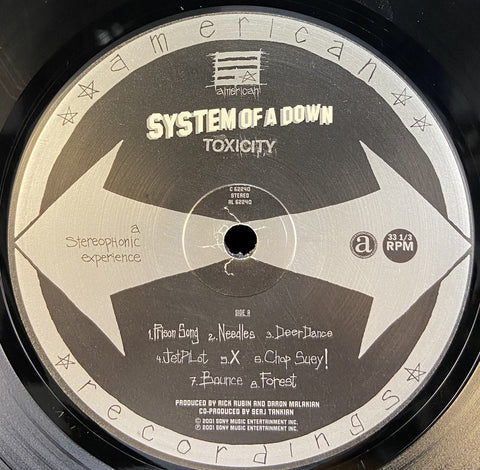 american
american
SYSTEM OF A DOWN
TOXICITY
C 62240
STEREO
AL 62240
a
Stereophonic
experience
a
33 1/3
RPM
SIDE A
1.Prison Song 2.Needles 3.Deer Dance
4.JetPilot 5.X 6.Chop Suey!
7.Bounce 8.Forest
PRODUCED BY RICK RUBIN AND DARON MALAKIAN
CO-PRODUCED BY SERJ TANKIAN
© 2001 SONY MUSIC ENTERTAINMENT INC.
℗ 2001 SONY MUSIC ENTERTAINMENT INC.
recordings